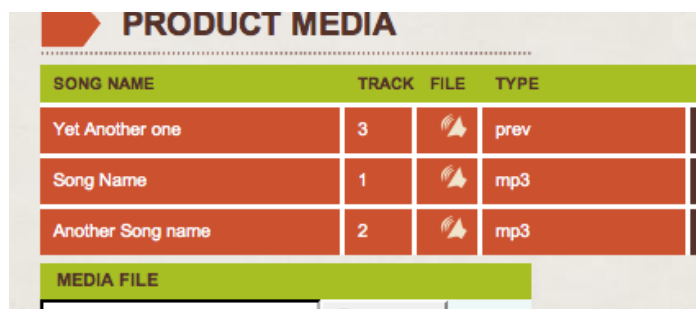 PRODUCT MEDIA
SONG NAME TRACK FILE TYPE
Yet Another one 3 prev
Song Name 1 mp3
Another Song name 2 mp3
MEDIA FILE